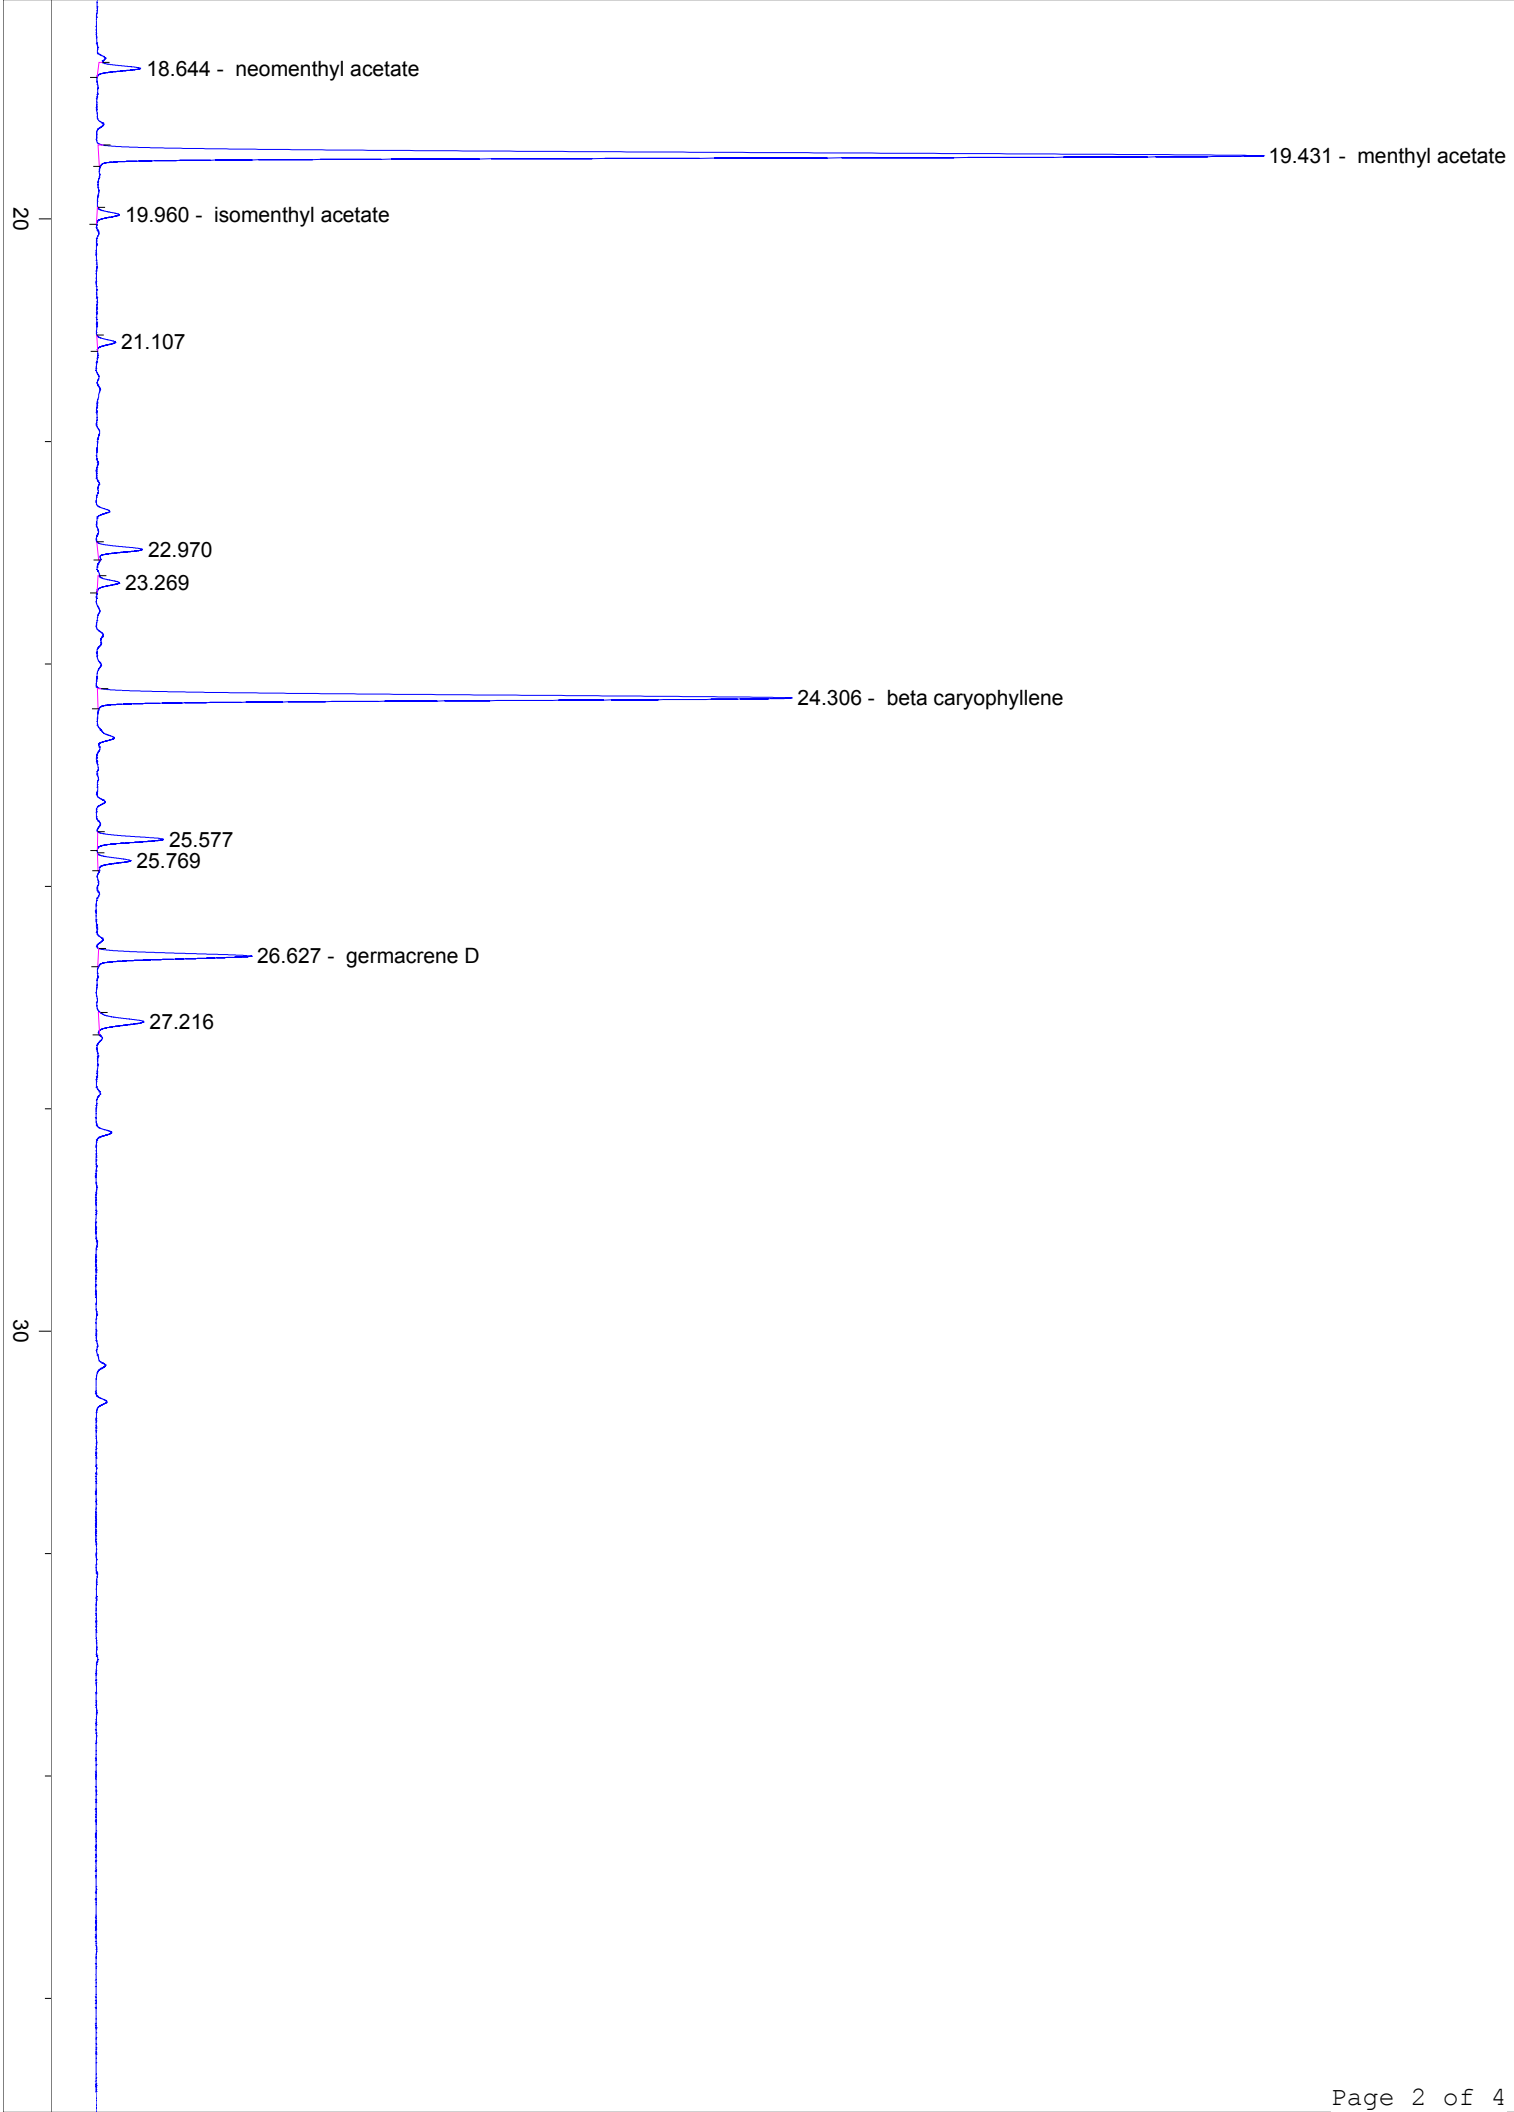 18.644 - neomenthyl acetate
19.431 - menthyl acetate
19.960 - isomenthyl acetate
20
21.107
22.970
23.269
24.306 - beta caryophyllene
25.577
25.769
26.627 - germacrene D
27.216
30
Page 2 of 4